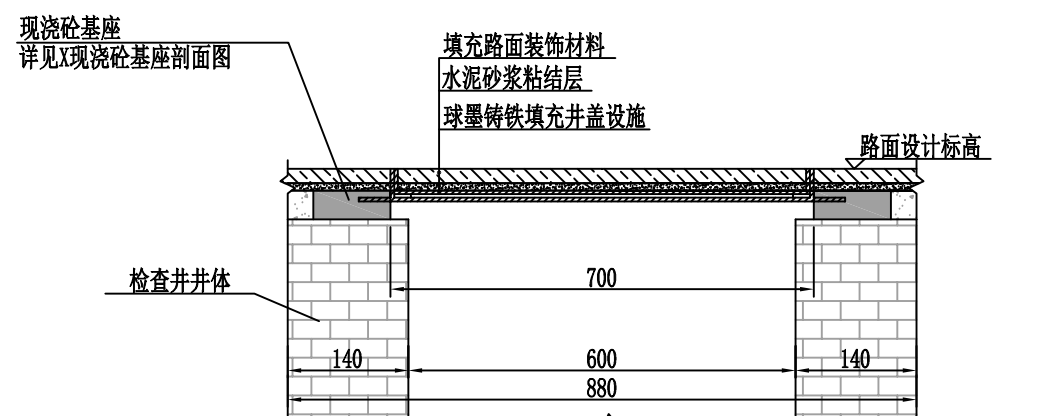 现浇砼基座
详见X现浇砼基座剖面图
填充路面装饰材料
水泥砂浆粘结层
球墨铸铁填充井盖设施
路面设计标高
检查井井体
700
140
600
140
880